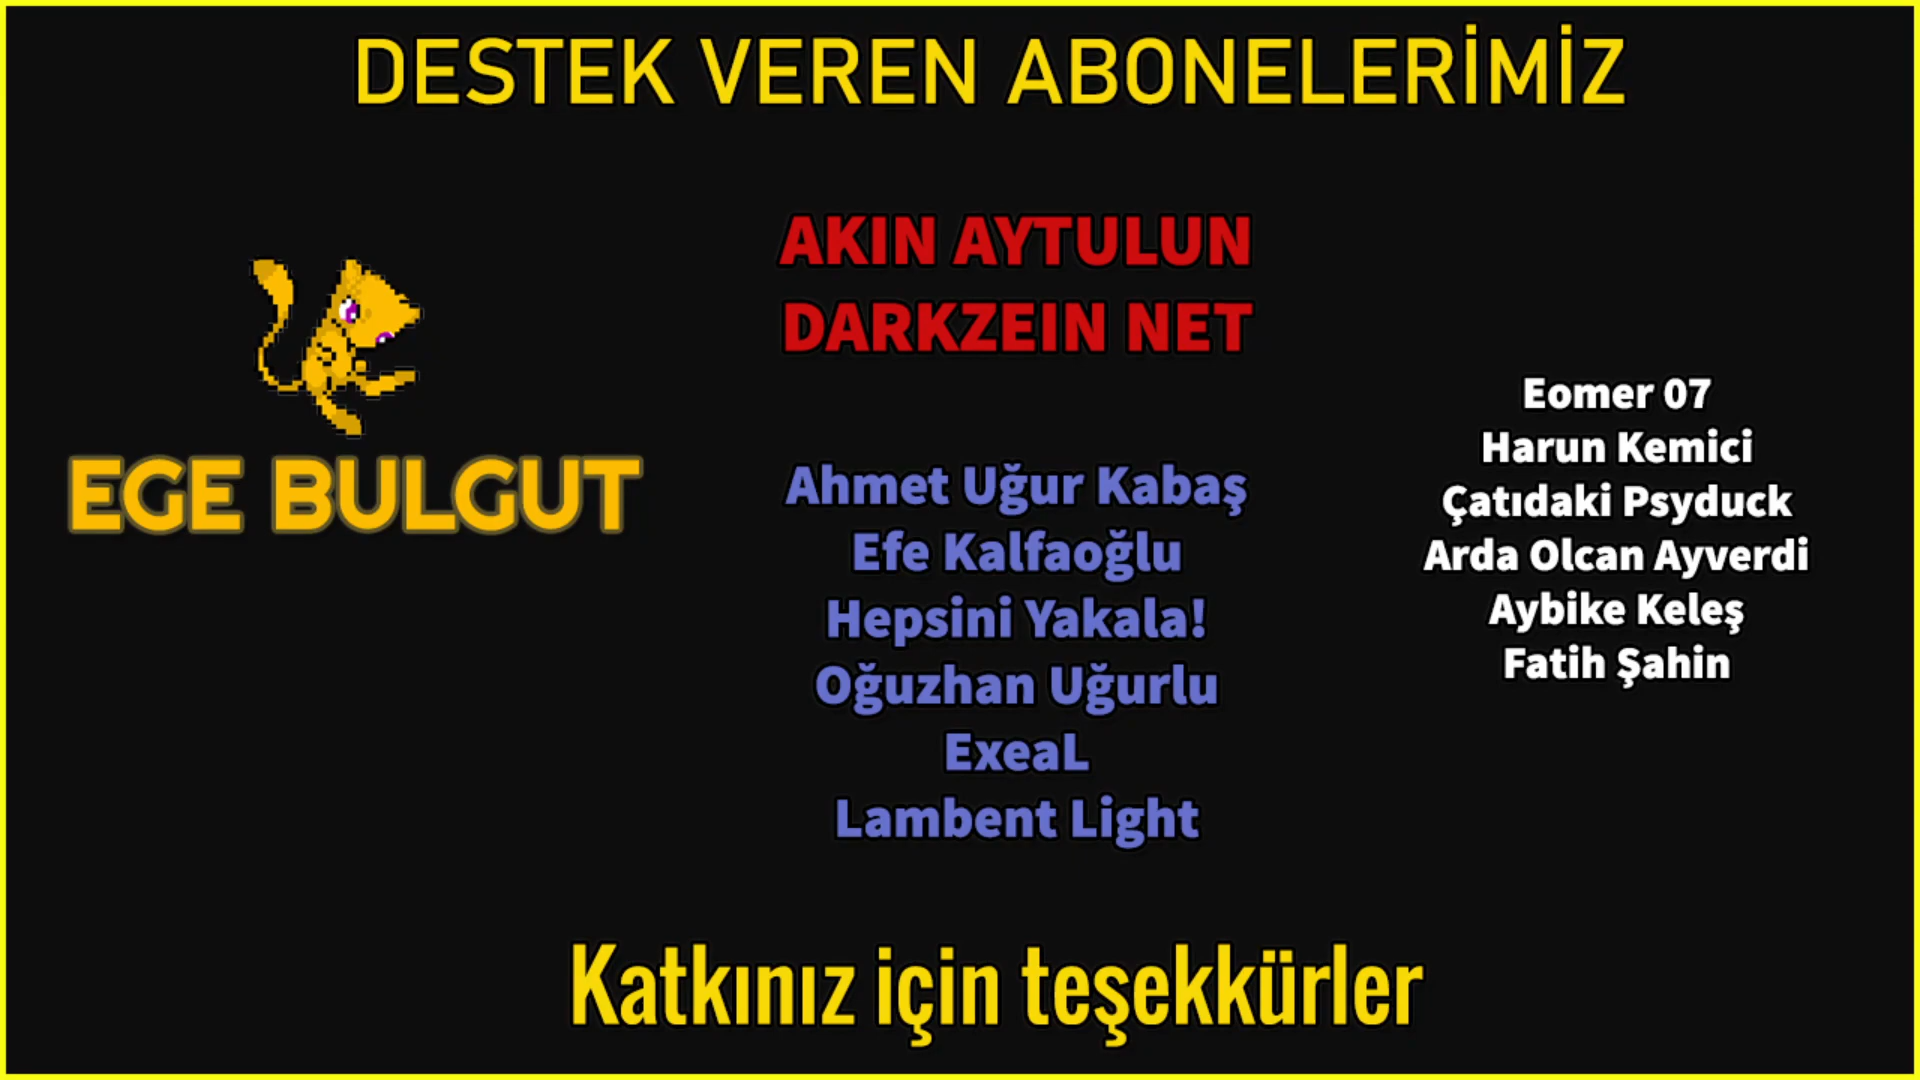 DESTEK VEREN ABONELERİMİZ
EGE BULGUT
AKIN AYTULUN
DARKZEIN NET
Ahmet Uğur Kabaş
Efe Kalfaoğlu
Hepsini Yakala!
Oğuzhan Uğurlu
ExeaL
Lambent Light
Eomer 07
Harun Kemici
Çatıdaki Psyduck
Arda Olcan Ayverdi
Aybike Keleş
Fatih Şahin
Katkınız için teşekkürler